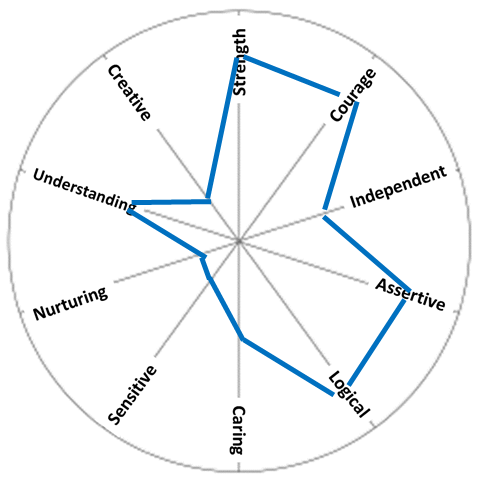 Strength
Courage
Independent
Assertive
Logical
Caring
Sensitive
Nurturing
Understanding
Creative